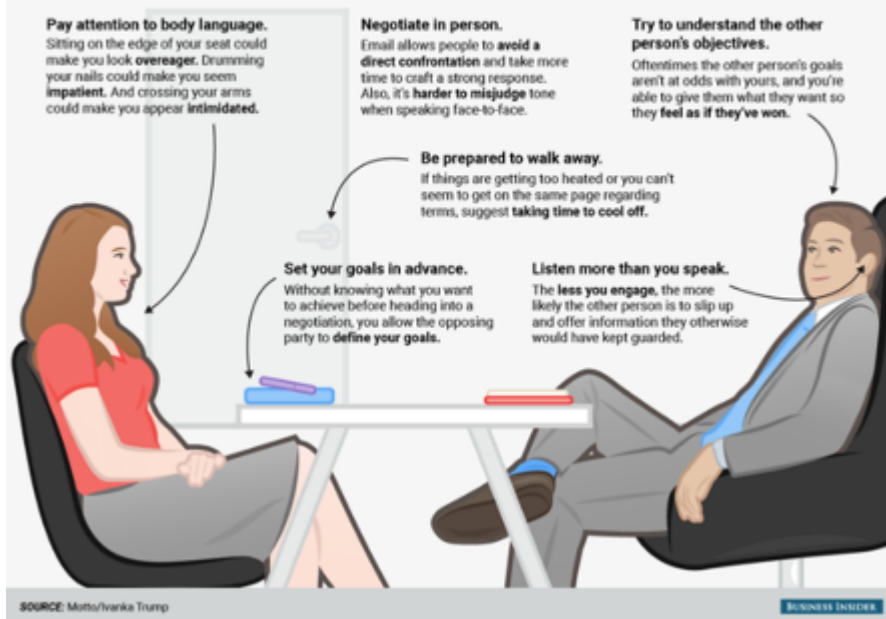 Pay attention to body language.
Sitting on the edge of your seat could
make you look overeager. Drumming
your nails could make you seem
impatient. And crossing your arms
could make you appear intimidated.
Negotiate in person.
Email allows people to avoid a
direct confrontation and take more
time to craft a strong response.
Also, it's harder to misjudge tone
when speaking face-to-face.
Try to understand the other
person's objectives.
Oftentimes the other person's goals
aren't at odds with yours, and you're
able to give them what they want so
they feel as if they've won.
Be prepared to walk away.
If things are getting too heated or you can't
seem to get on the same page regarding
terms, suggest taking time to cool off.
Set your goals in advance.
Without knowing what you want
to achieve before heading into a
negotiation, you allow the opposing
party to define your goals.
Listen more than you speak.
The less you engage, the more
likely the other person is to slip up
and offer information they otherwise
would have kept guarded.
SOURCE: Motto/Ivanka Trump
BUSINESS INSIDER